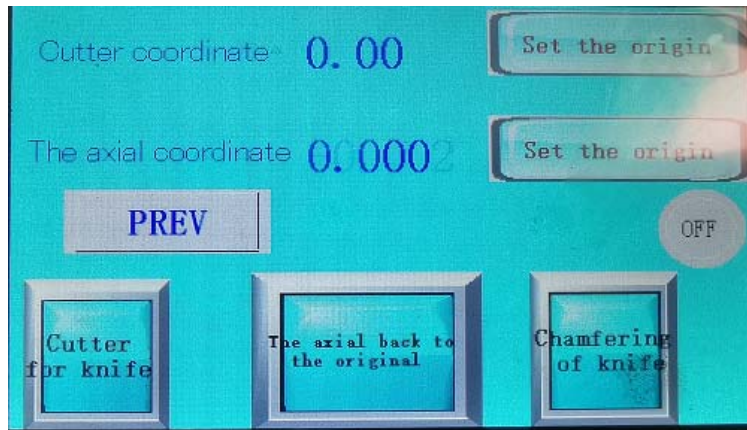 Cutter coordinate 0.00 Set the origin
The axial coordinate 0.000 Set the origin
PREV OFF
Cutter
for knife
The axial back to
the original
Chamfering
of knife